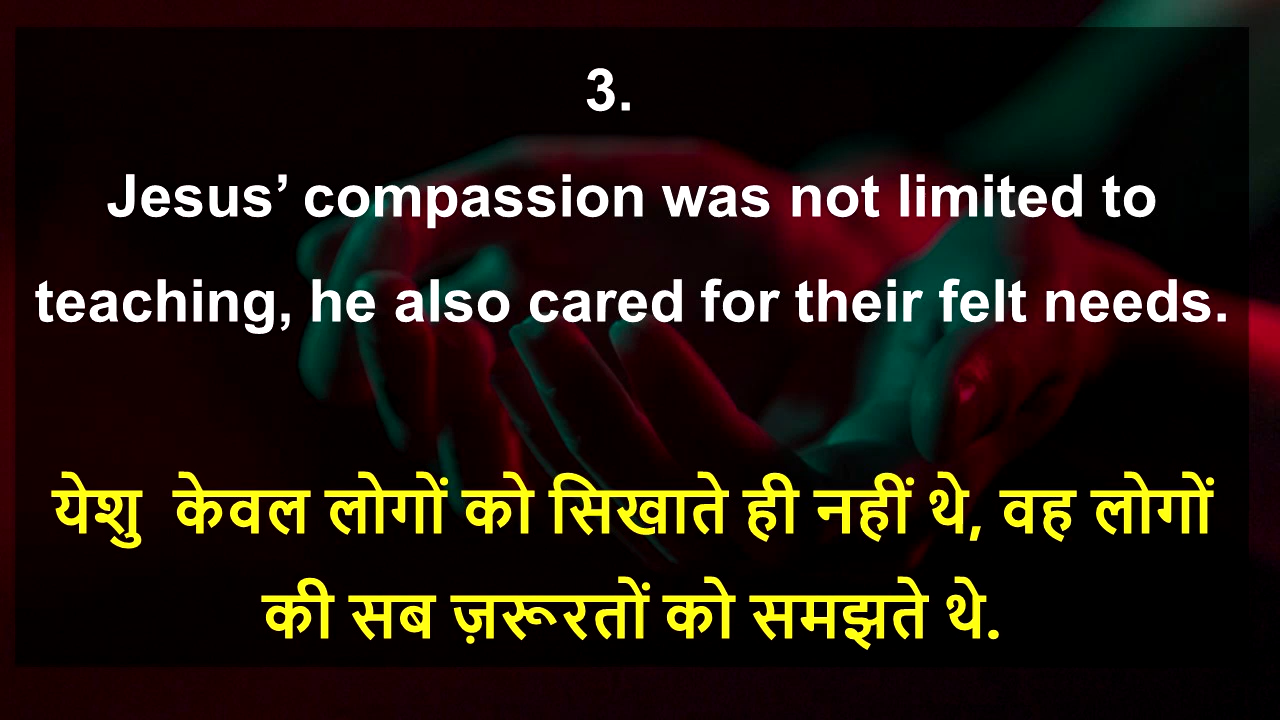 3.
Jesus’ compassion was not limited to
teaching, he also cared for their felt needs.
येशु  केवल लोगों को सिखाते ही नहीं थे, वह लोगों
की सब ज़रूरतों को समझते थे.